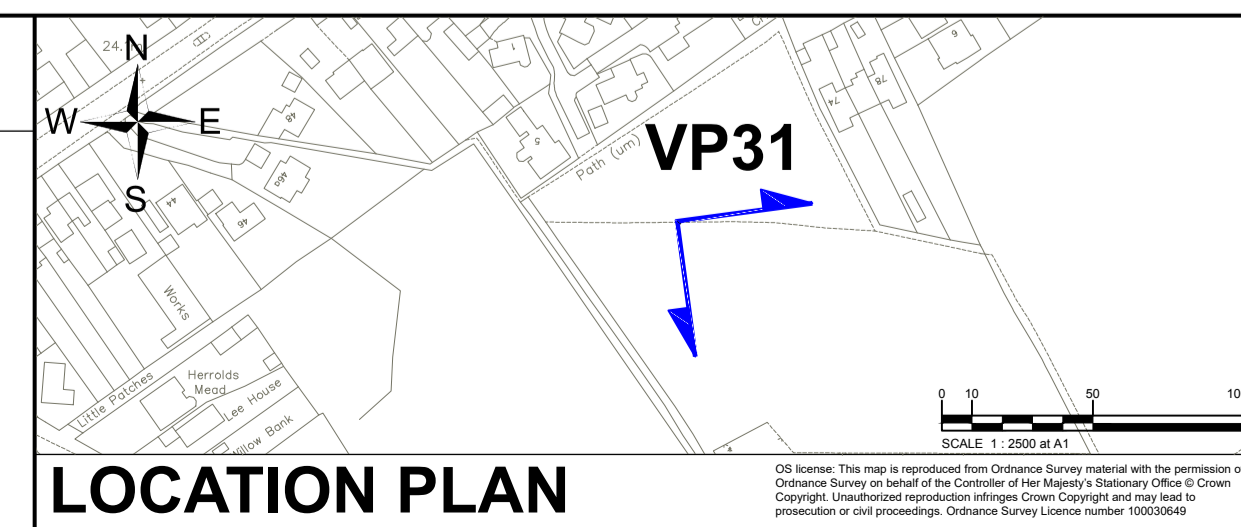 24.
N
W
E
S
48
46a
44
46
Works
Little Patches
Herrolds
Mead
Lee House
Willow Bank
1
5
Path (um)
VP31
74
78
6
0 10 50
SCALE 1 : 2500 at A1
LOCATION PLAN
OS license: This map is reproduced from Ordnance Survey material with the permission of
Ordnance Survey on behalf of the Controller of Her Majesty's Stationary Office © Crown
Copyright. Unauthorized reproduction infringes Crown Copyright and may lead to
prosecution or civil proceedings. Ordnance Survey Licence number 100030649